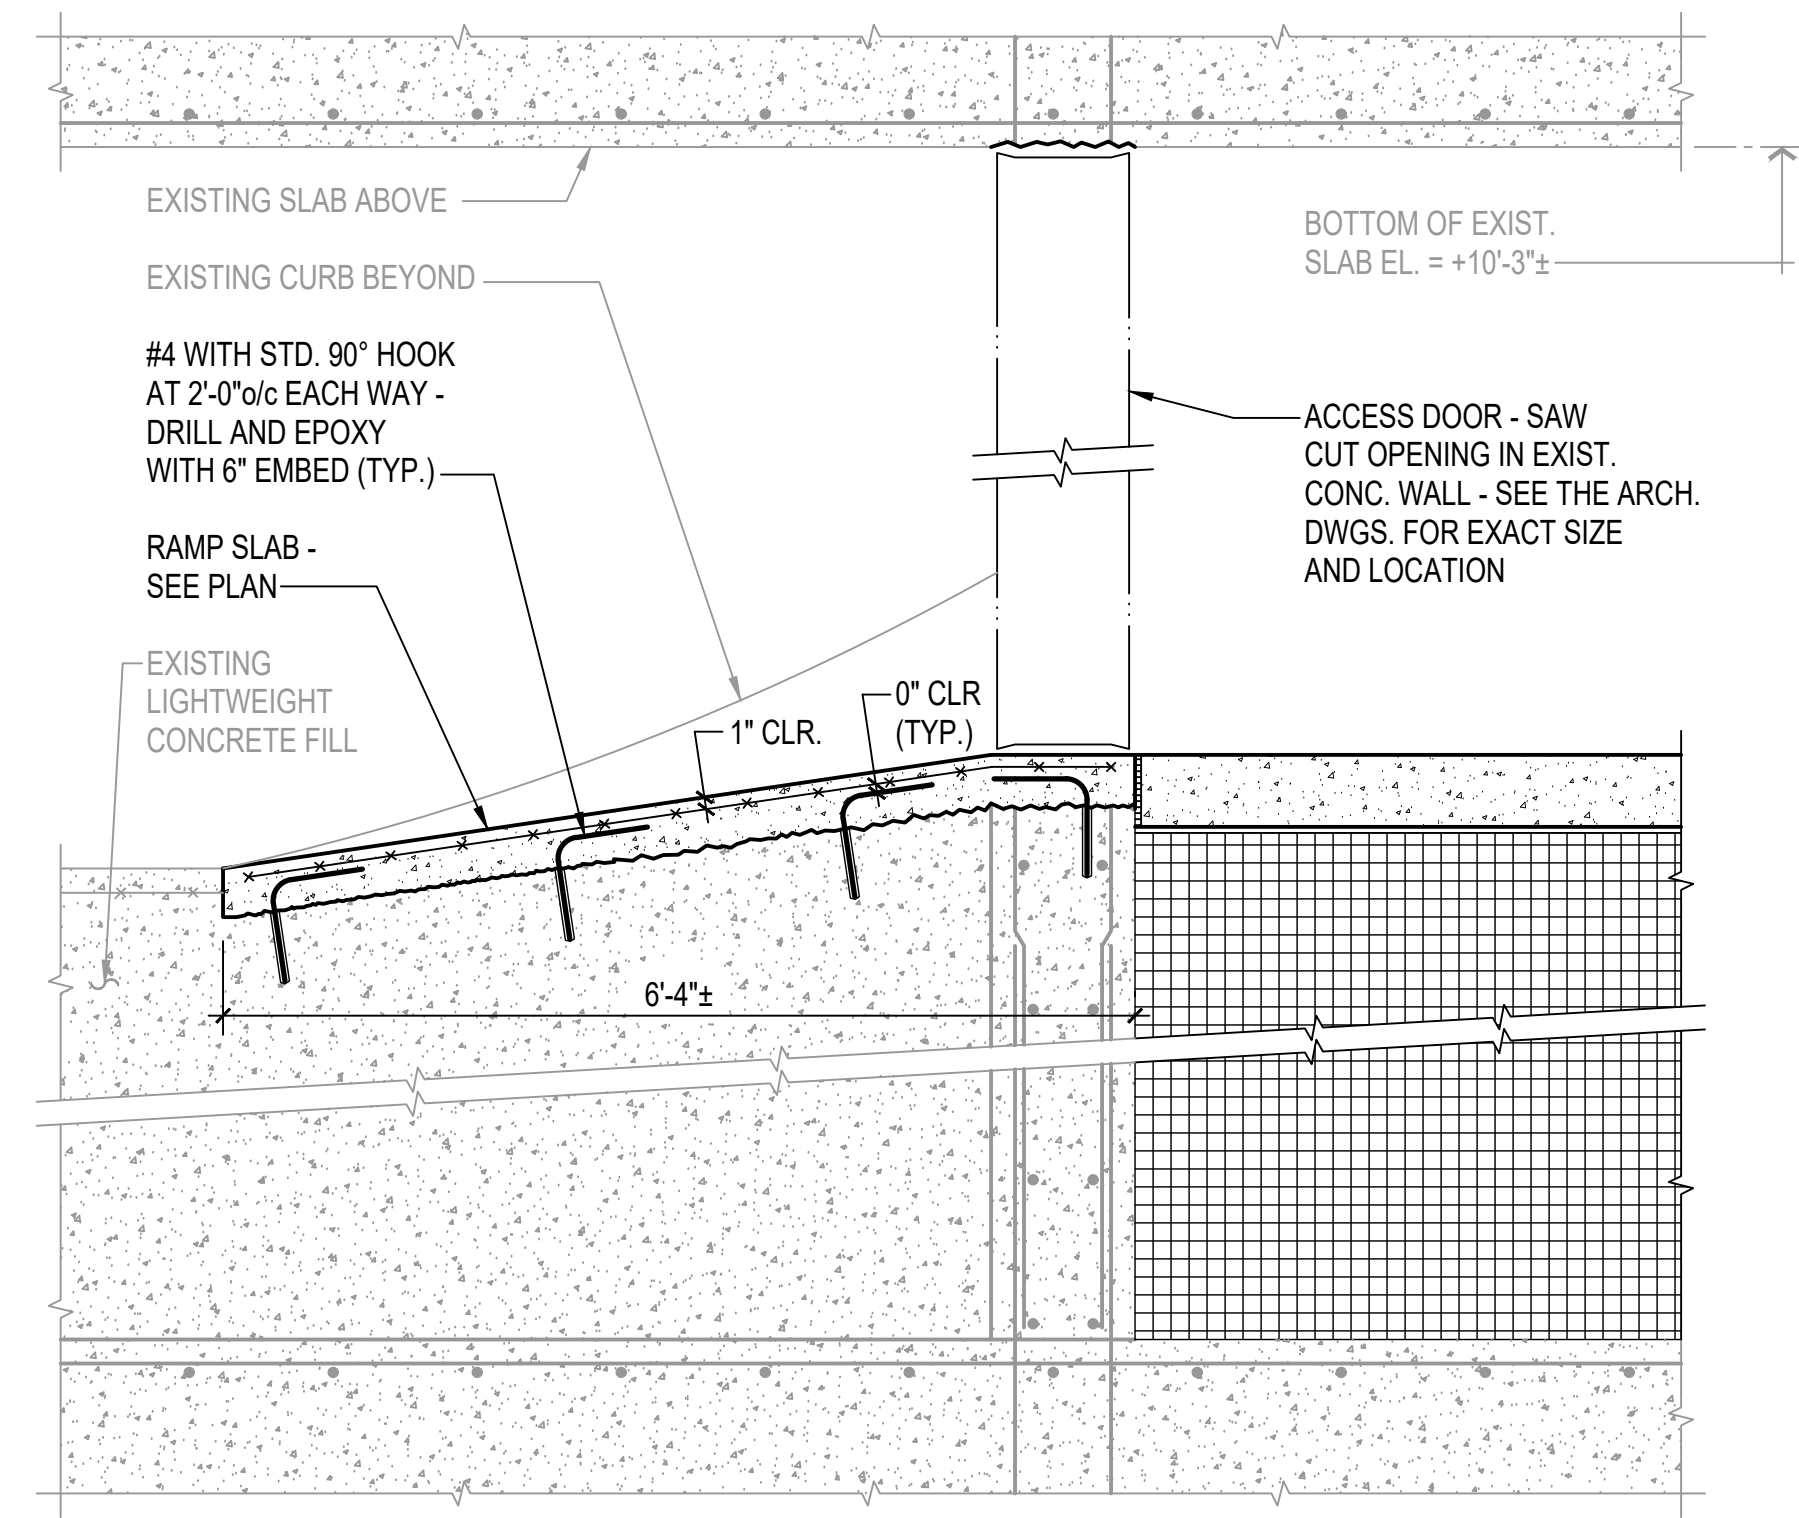 EXISTING SLAB ABOVE
EXISTING CURB BEYOND
#4 WITH STD. 90° HOOK
AT 2'-0"o/c EACH WAY -
DRILL AND EPOXY
WITH 6" EMBED (TYP.)
RAMP SLAB -
SEE PLAN
EXISTING
LIGHTWEIGHT
CONCRETE FILL
1" CLR.
0" CLR
(TYP.)
BOTTOM OF EXIST.
SLAB EL. = +10'-3"±
ACCESS DOOR - SAW
CUT OPENING IN EXIST.
CONC. WALL - SEE THE ARCH.
DWGS. FOR EXACT SIZE
AND LOCATION
6'-4"±